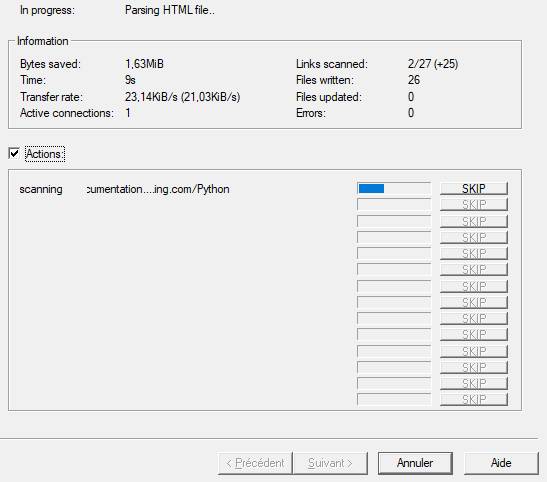 In progress: Parsing HTML file..
Information
Bytes saved: 1,63MiB Links scanned: 2/27 (+25)
Time: 9s Files written: 26
Transfer rate: 23,14KiB/s (21,03KiB/s) Files updated: 0
Active connections: 1 Errors: 0
Actions:
scanning cumentation....ing.com/Python SKIP
SKIP
SKIP
SKIP
SKIP
SKIP
SKIP
SKIP
SKIP
SKIP
SKIP
SKIP
SKIP
SKIP
< Précédent Suivant > Annuler Aide